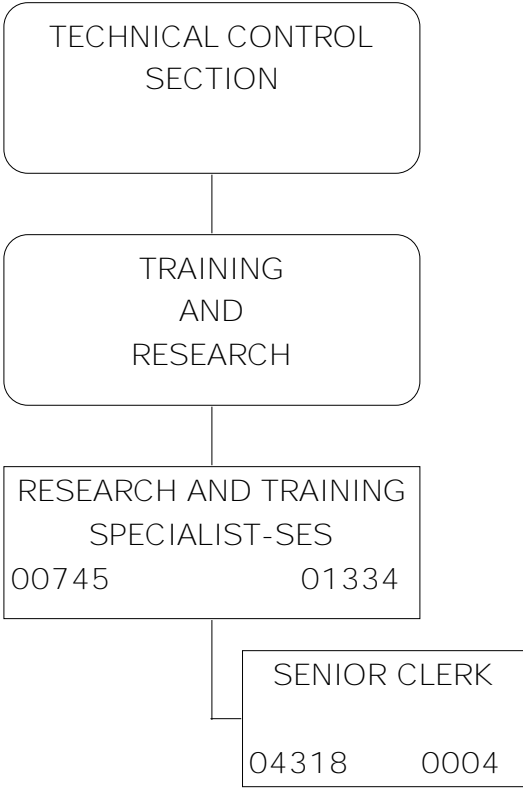 TECHNICAL CONTROL
SECTION
TRAINING
AND
RESEARCH
RESEARCH AND TRAINING
SPECIALIST-SES
00745 01334
SENIOR CLERK
04318 0004